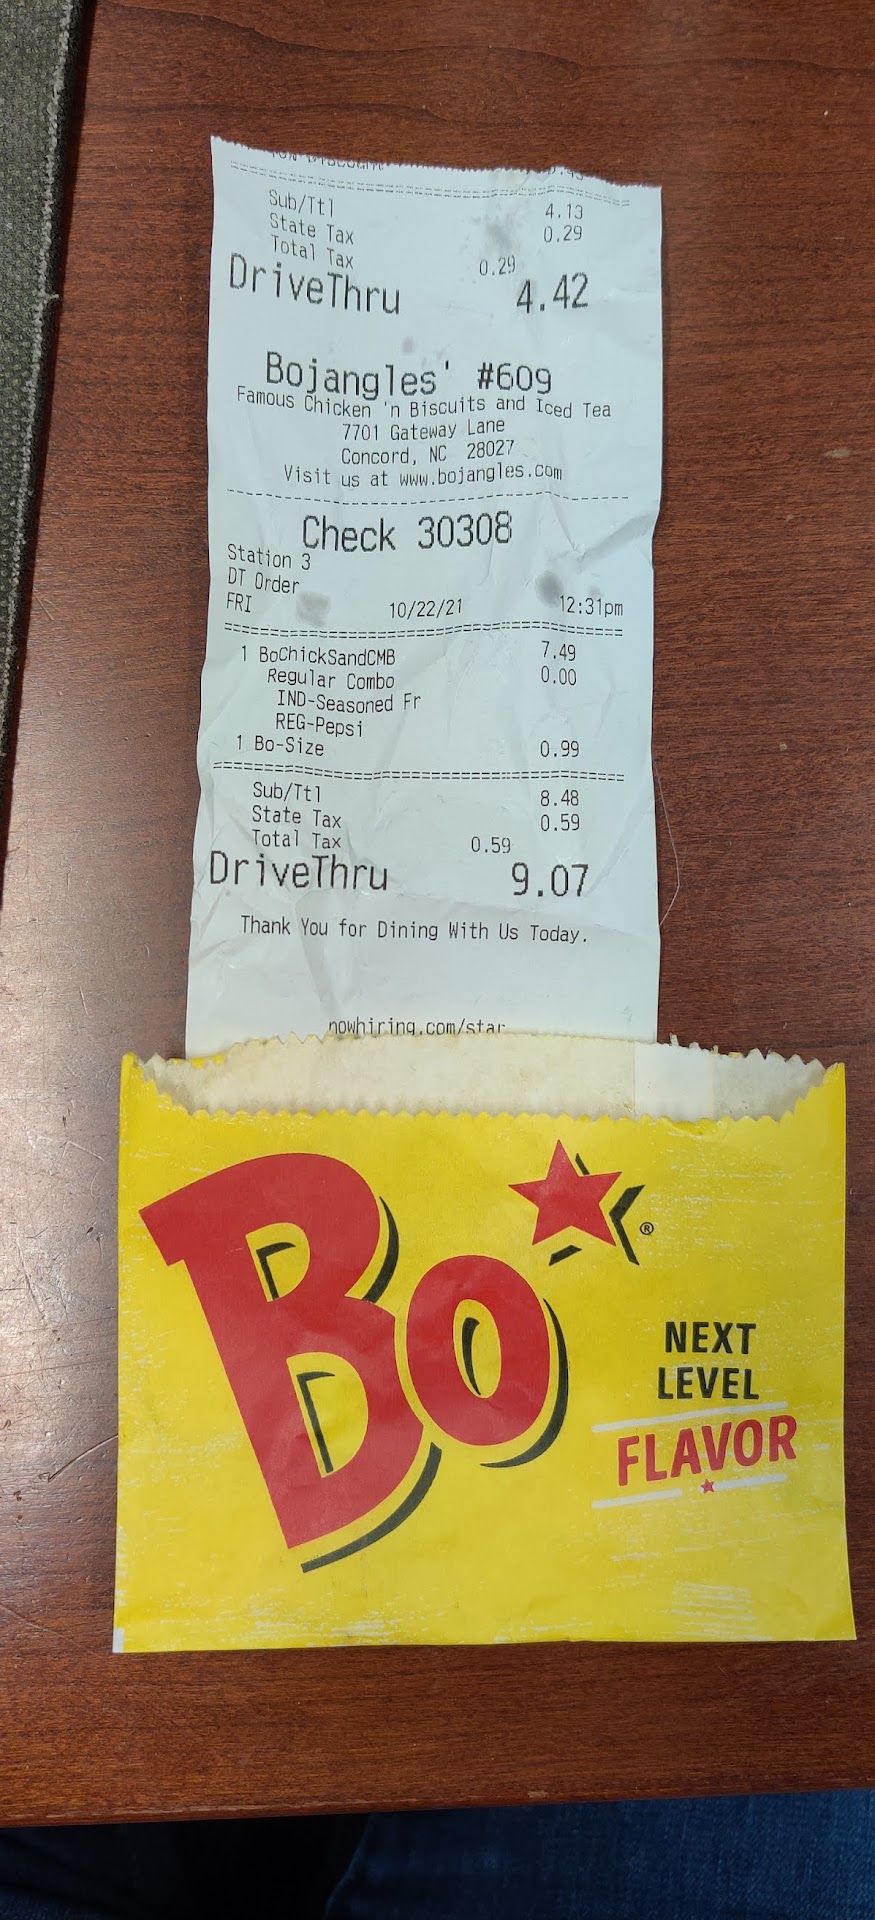 Sub/Ttl 4.13
State Tax 0.29
Total Tax 0.29
DriveThru 4.42
Bojangles' #609
Famous Chicken 'n Biscuits and Iced Tea
7701 Gateway Lane
Concord, NC 28027
Visit us at www.bojangles.com
Check 30308
Station 3
DT Order
FRI 10/22/21 12:31pm
1 BoChickSandCMB 7.49
Regular Combo 0.00
IND-Seasoned Fr
REG-Pepsi
1 Bo-Size 0.99
Sub/Ttl 8.48
State Tax 0.59
Total Tax 0.59
DriveThru 9.07
Thank You for Dining With Us Today.
nowhiring.com/star
Bo ®
NEXT
LEVEL
FLAVOR